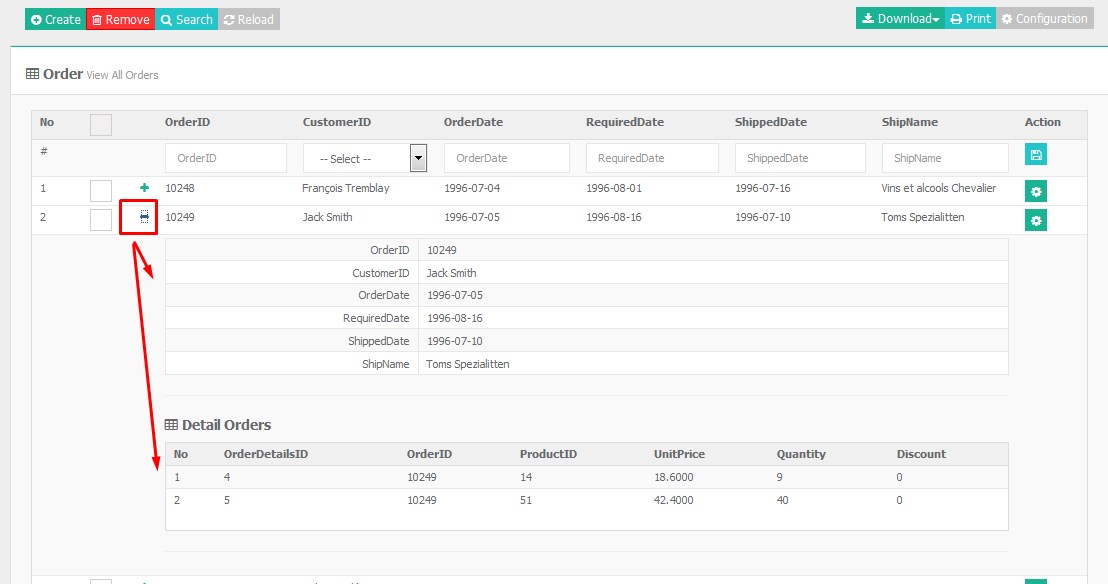 Create Remove Search Reload Download Print Configuration
Order View All Orders
No OrderID CustomerID OrderDate RequiredDate ShippedDate ShipName Action
# OrderID -- Select -- OrderDate RequiredDate ShippedDate ShipName
1 10248 François Tremblay 1996-07-04 1996-08-01 1996-07-16 Vins et alcools Chevalier
2 10249 Jack Smith 1996-07-05 1996-08-16 1996-07-10 Toms Spezialitten
OrderID 10249
CustomerID Jack Smith
OrderDate 1996-07-05
RequiredDate 1996-08-16
ShippedDate 1996-07-10
ShipName Toms Spezialitten
Detail Orders
No OrderDetailsID OrderID ProductID UnitPrice Quantity Discount
1 4 10249 14 18.6000 9 0
2 5 10249 51 42.4000 40 0